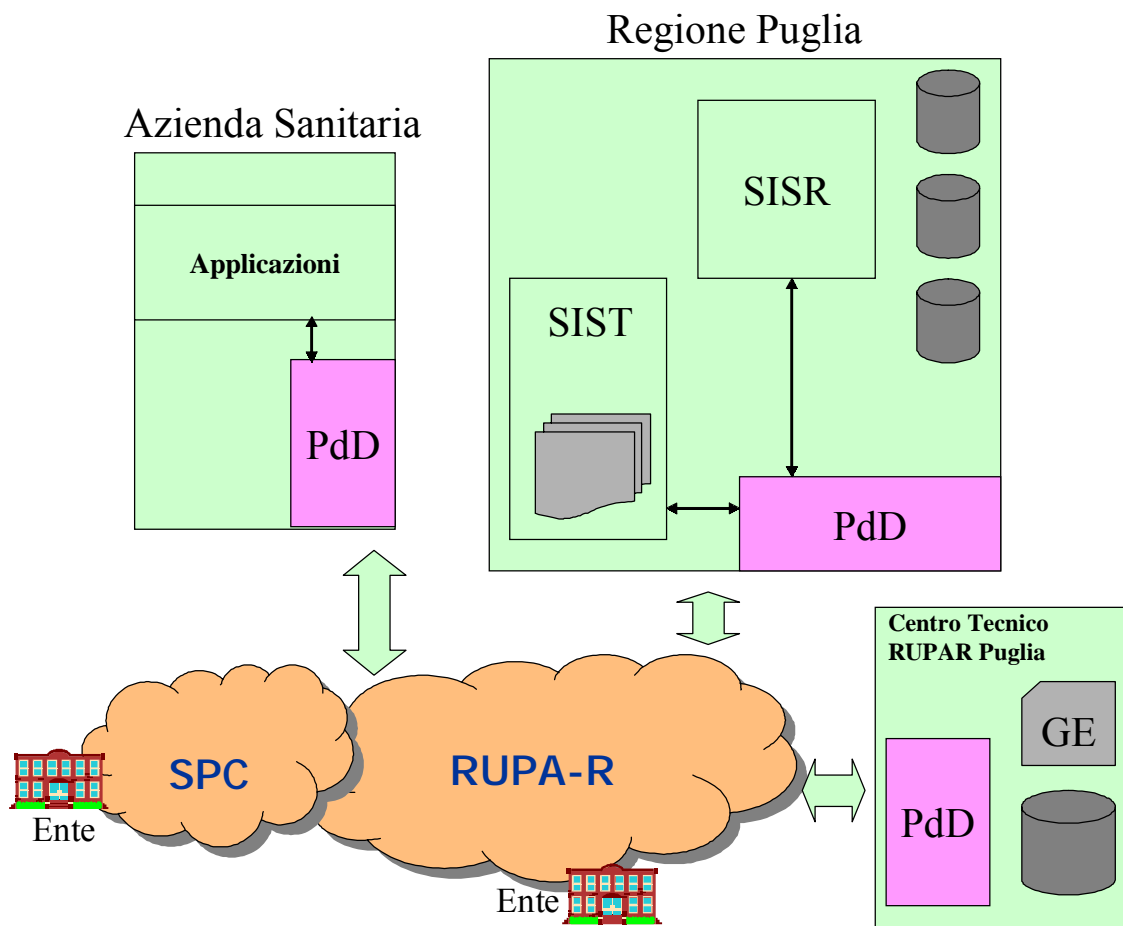 Regione Puglia
Azienda Sanitaria
SISR
Applicazioni
SIST
PdD
PdD
Centro Tecnico
RUPAR Puglia
GE
PdD
SPC
RUPA-R
Ente
Ente